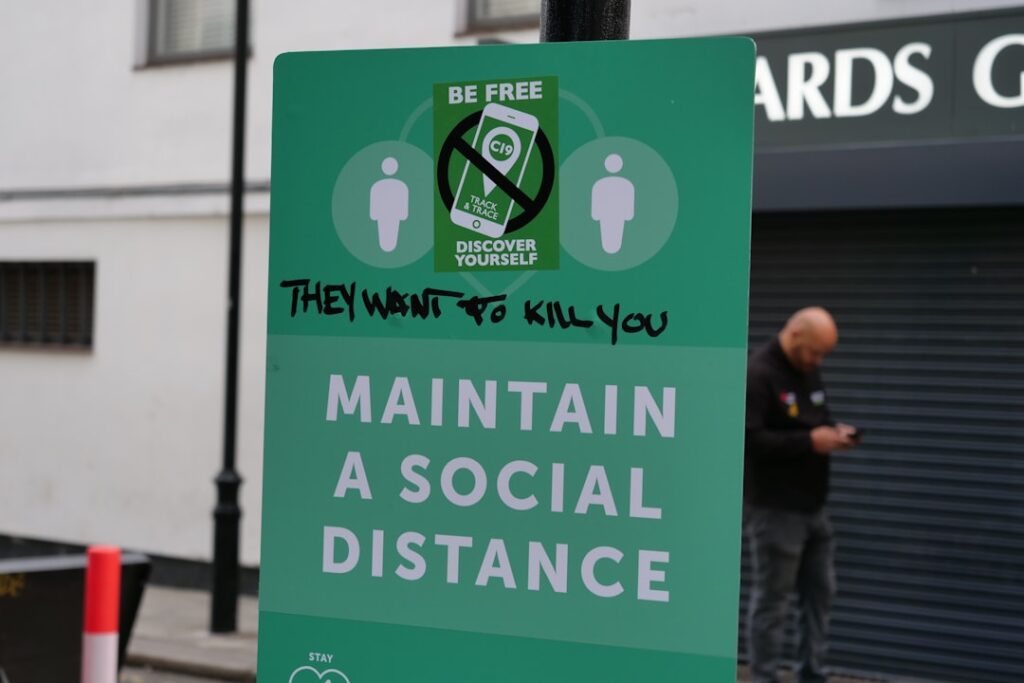 BE FREE
C19
TRACK
& TRACE
DISCOVER
YOURSELF
THEY WANT TO KILL YOU
MAINTAIN
A SOCIAL
DISTANCE
STAY
ARDS G